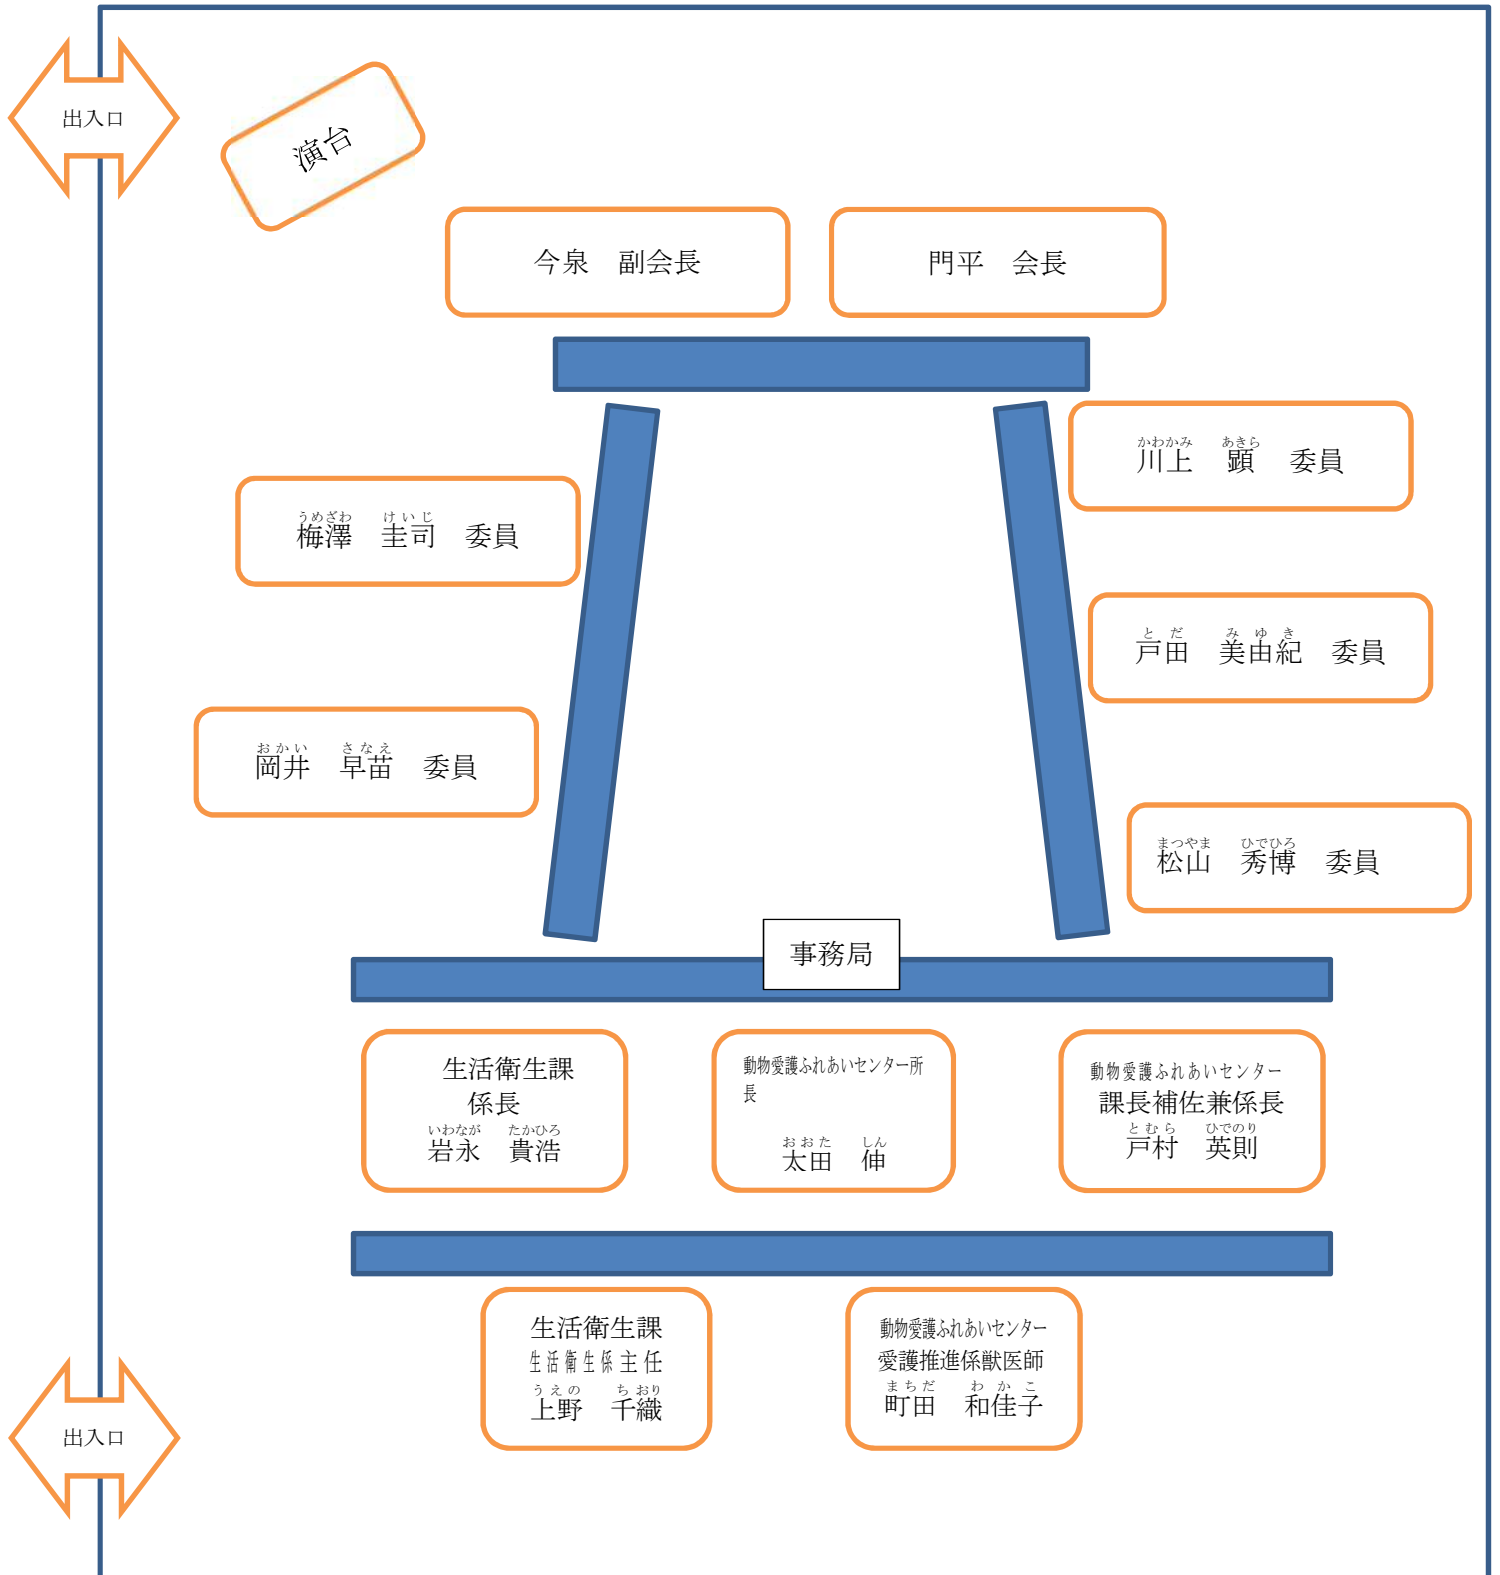 出入口
演台
今泉　副会長
門平　会長
かわかみ　あきら
川上　顕　委員
うめざわ　けいじ
梅澤　圭司　委員
とだ　みゆき
戸田　美由紀　委員
おかい　さなえ
岡井　早苗　委員
まつやま　ひでひろ
松山　秀博　委員
事務局
生活衛生課
係長
いわなが　たかひろ
岩永　貴浩
動物愛護ふれあいセンター所
長
おおた　しん
太田　伸
動物愛護ふれあいセンター
課長補佐兼係長
とむら　ひでのり
戸村　英則
生活衛生課
生活衛生係主任
うえの　ちおり
上野　千織
動物愛護ふれあいセンター
愛護推進係獣医師
まちだ　わかこ
町田　和佳子
出入口